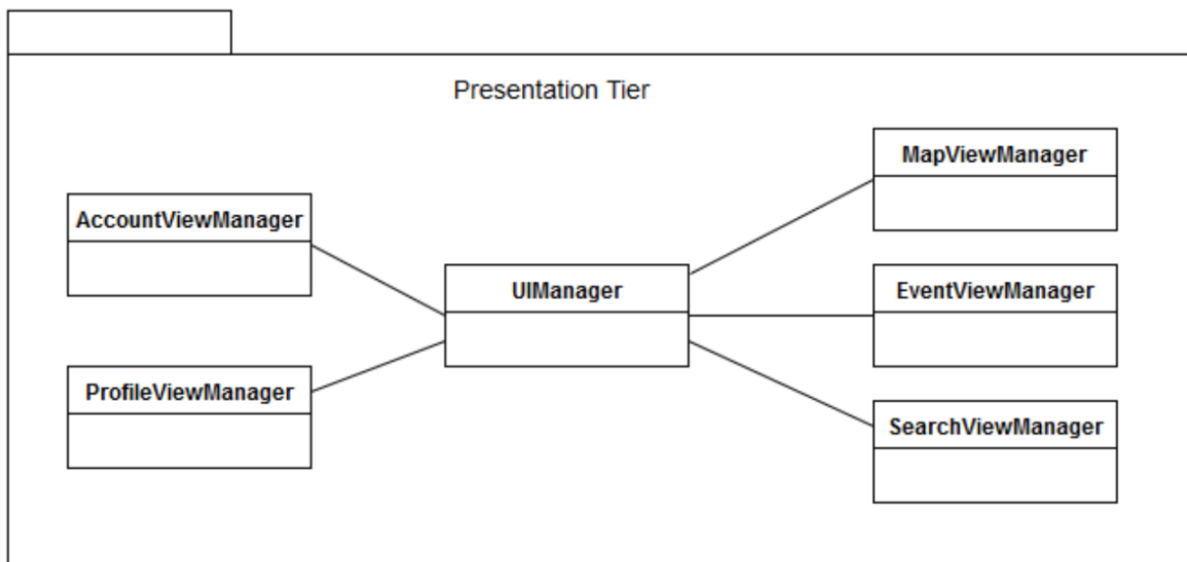 Presentation Tier
MapViewManager
AccountViewManager
UIManager
EventViewManager
ProfileViewManager
SearchViewManager